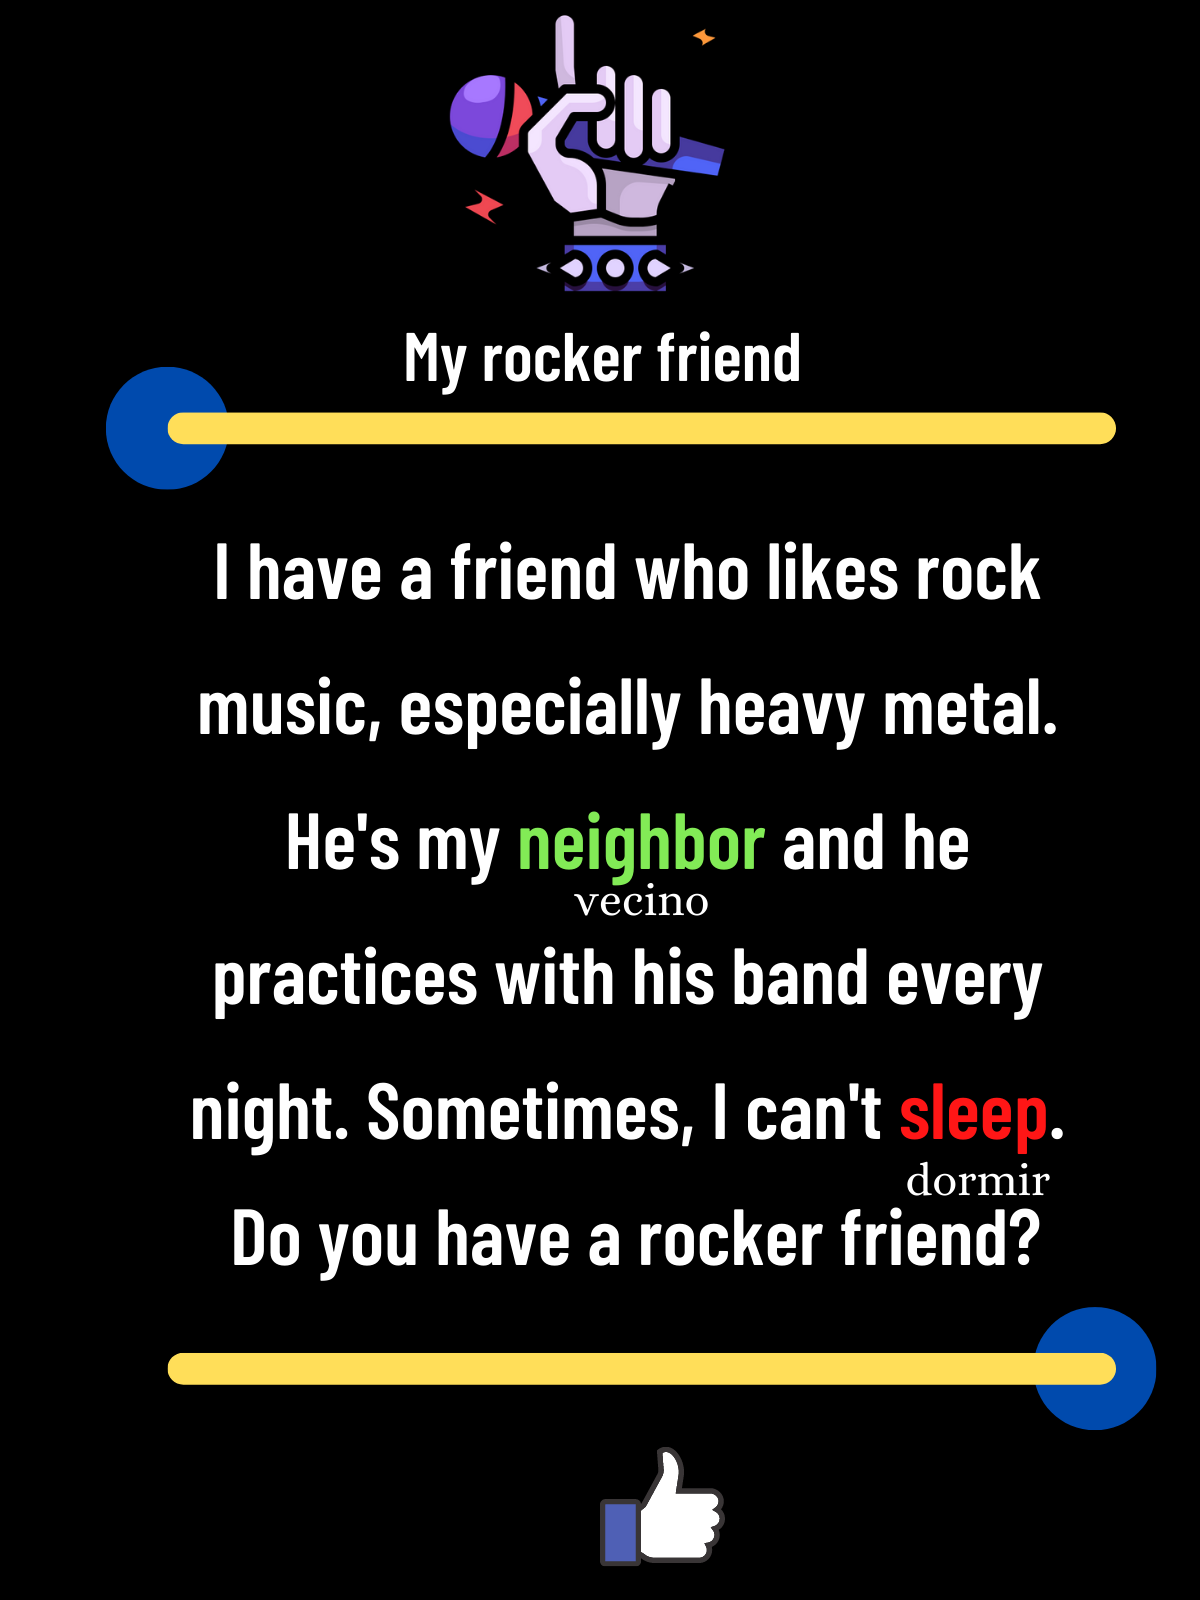 My rocker friend
I have a friend who likes rock
music, especially heavy metal.
He's my neighbor and he
vecino
practices with his band every
night. Sometimes, I can't sleep.
dormir
Do you have a rocker friend?